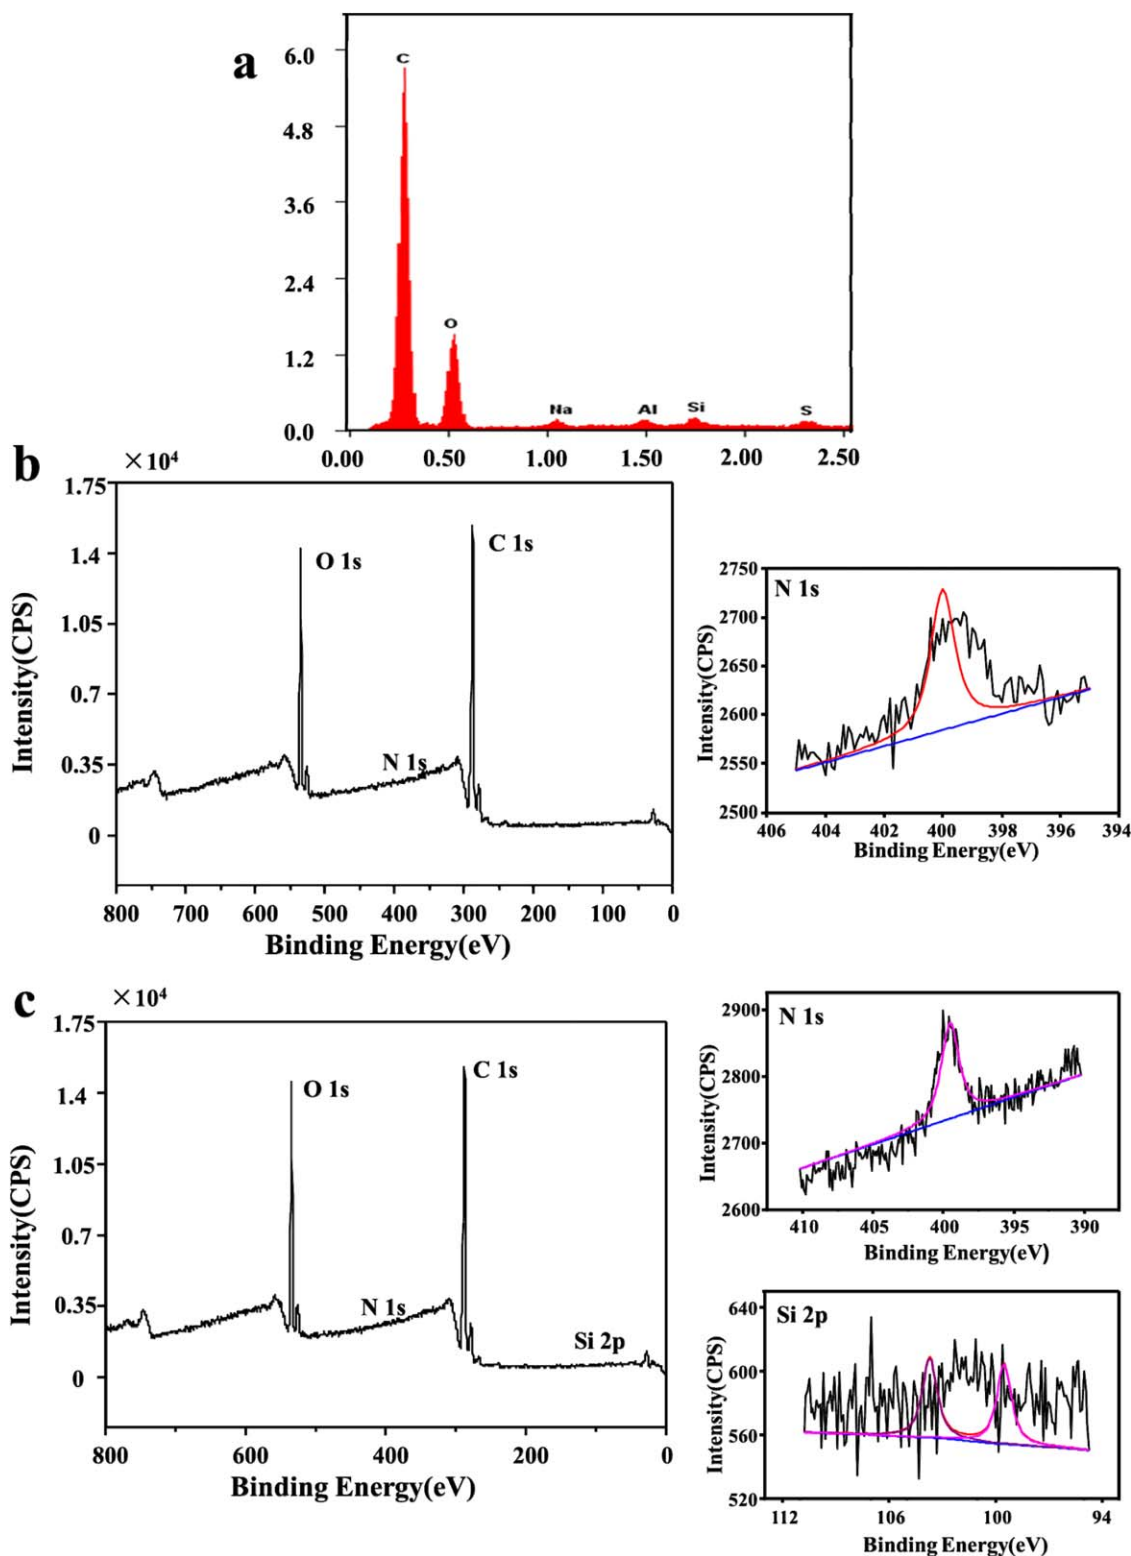 a
6.0
4.8
3.6
2.4
1.2
0.0
C
O
Na
Al
Si
S
0.00 0.50 1.00 1.50 2.00 2.50
b
×10⁴
1.75
1.4
1.05
0.7
0.35
0
Intensity(CPS)
O 1s
C 1s
N 1s
800 700 600 500 400 300 200 100 0
Binding Energy(eV)
N 1s
2750
2700
2650
2600
2550
2500
Intensity(CPS)
406 404 402 400 398 396 394
Binding Energy(eV)
c
×10⁴
1.75
1.4
1.05
0.7
0.35
0
Intensity(CPS)
O 1s
C 1s
N 1s
Si 2p
800 600 400 200 0
Binding Energy(eV)
N 1s
2900
2800
2700
2600
Intensity(CPS)
410 405 400 395 390
Binding Energy(eV)
Si 2p
640
600
560
520
Intensity(CPS)
112 106 100 94
Binding Energy(eV)